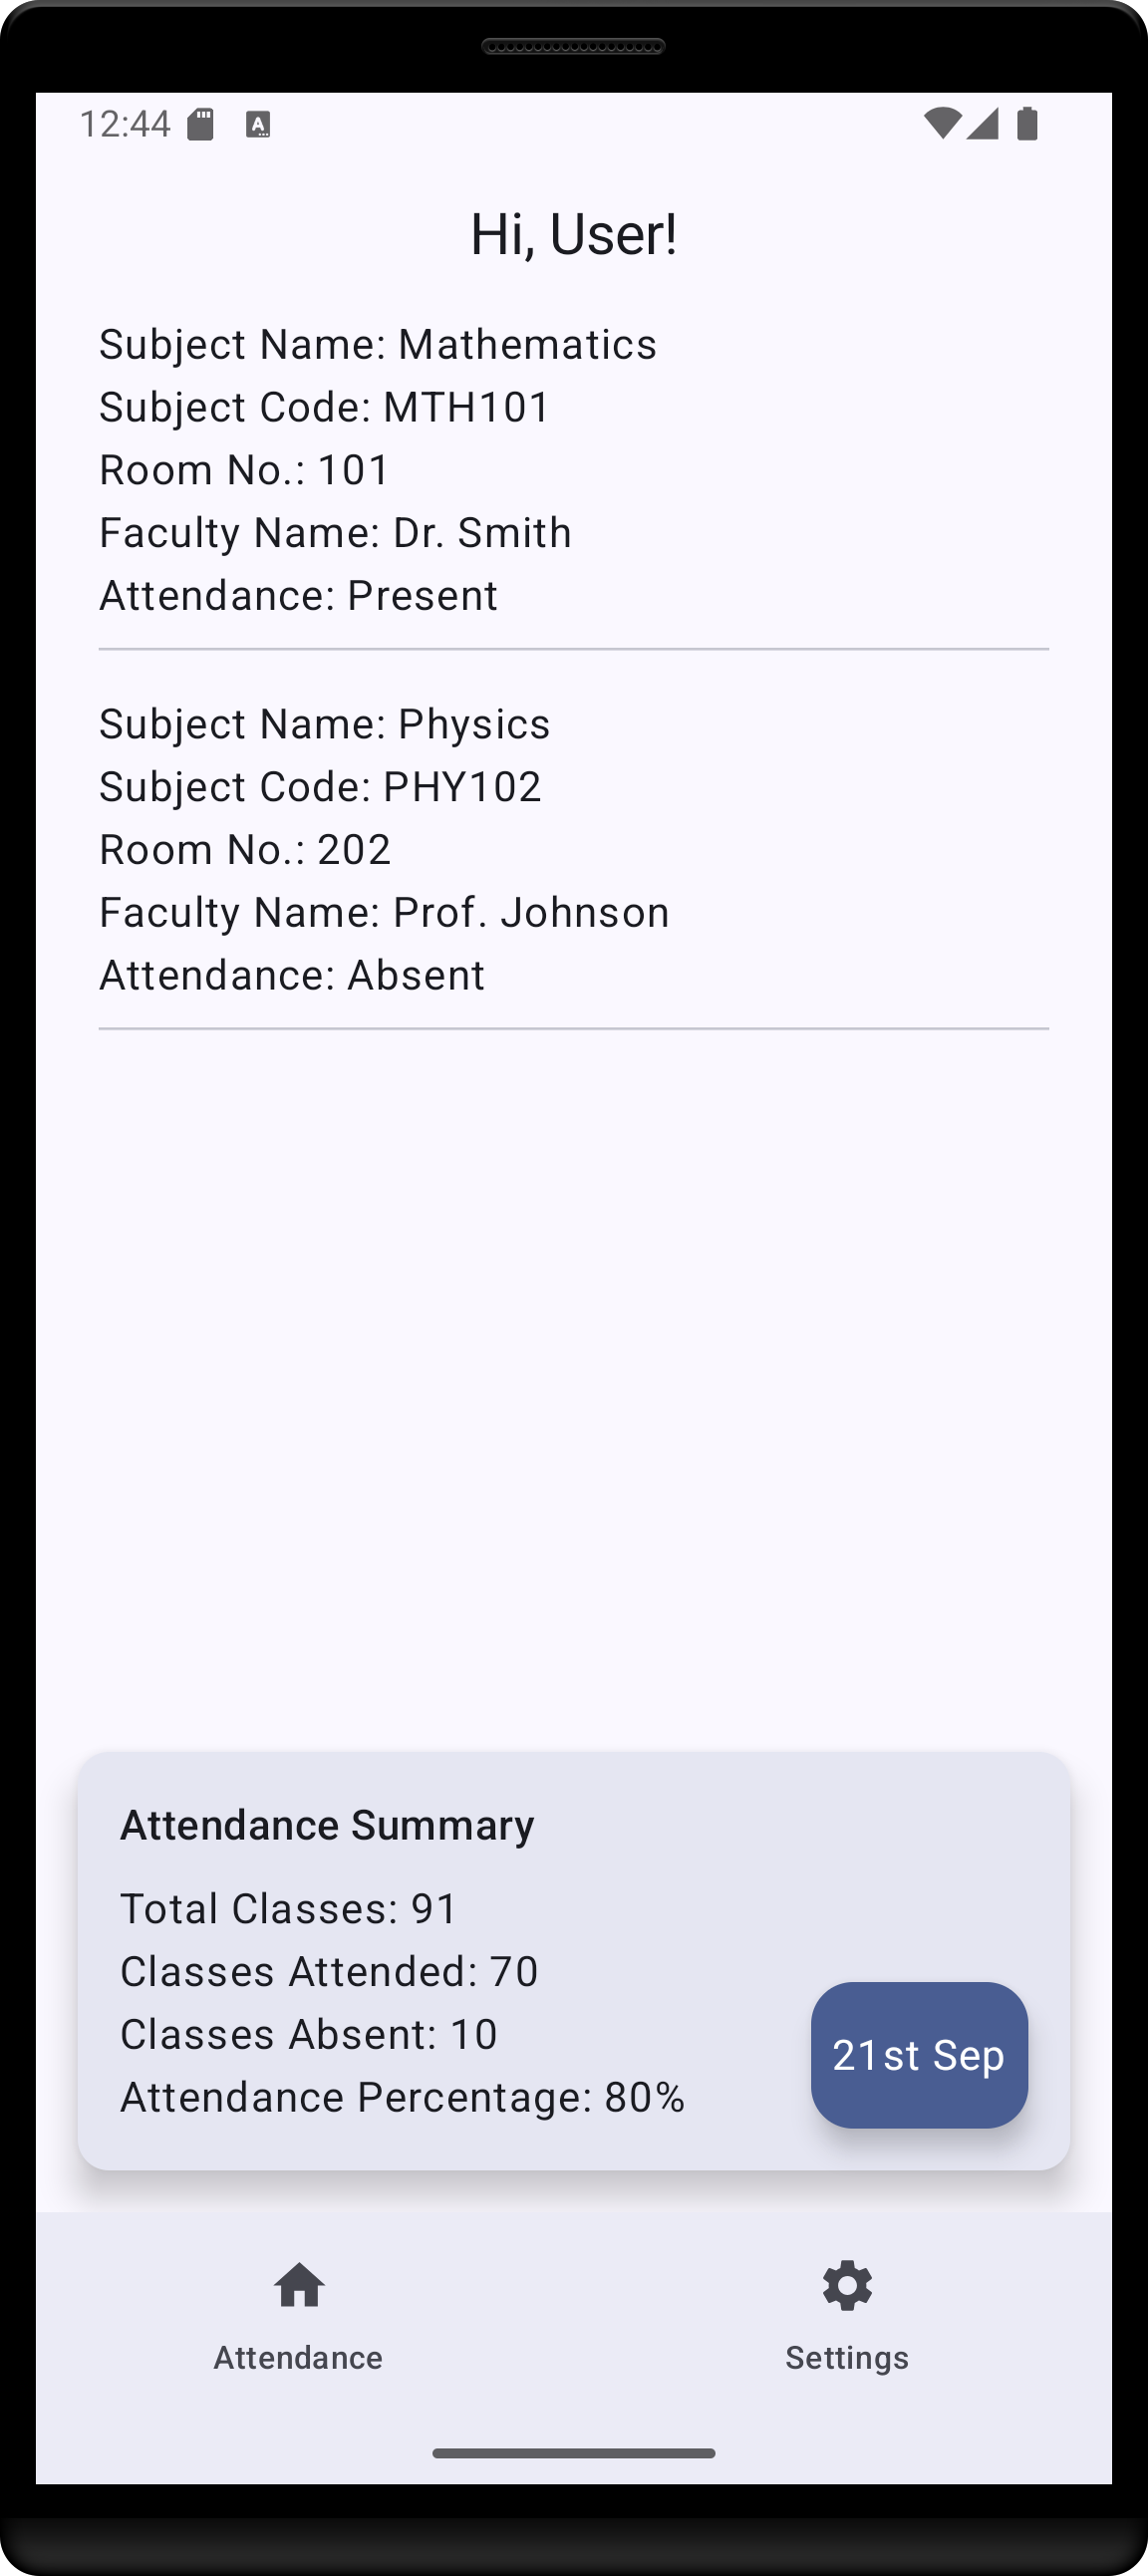 12:44
Hi, User!
Subject Name: Mathematics
Subject Code: MTH101
Room No.: 101
Faculty Name: Dr. Smith
Attendance: Present
Subject Name: Physics
Subject Code: PHY102
Room No.: 202
Faculty Name: Prof. Johnson
Attendance: Absent
Attendance Summary
Total Classes: 91
Classes Attended: 70
Classes Absent: 10
Attendance Percentage: 80%
21st Sep
Attendance
Settings